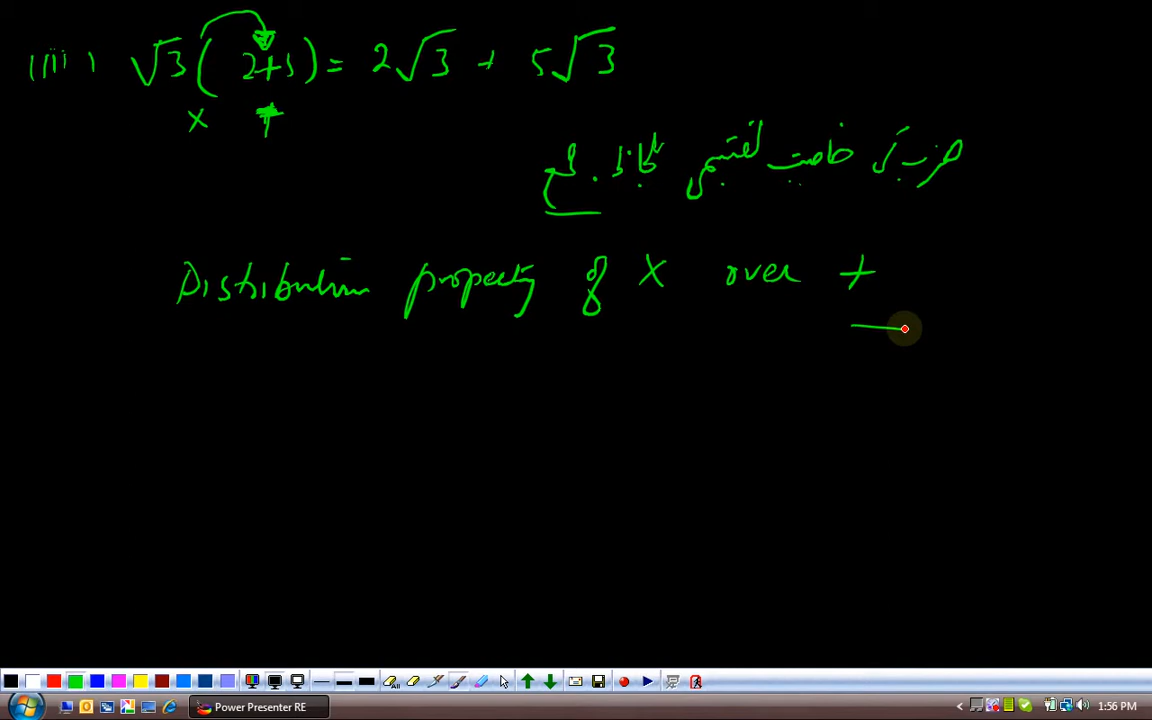 (iii) √3( 2+5 ) = 2√3 + 5√3
× +
ضرب کی خاصیت تقسیمی بلحاظ جمع
Distribution property of × over +
Power Presenter RE
1:56 PM